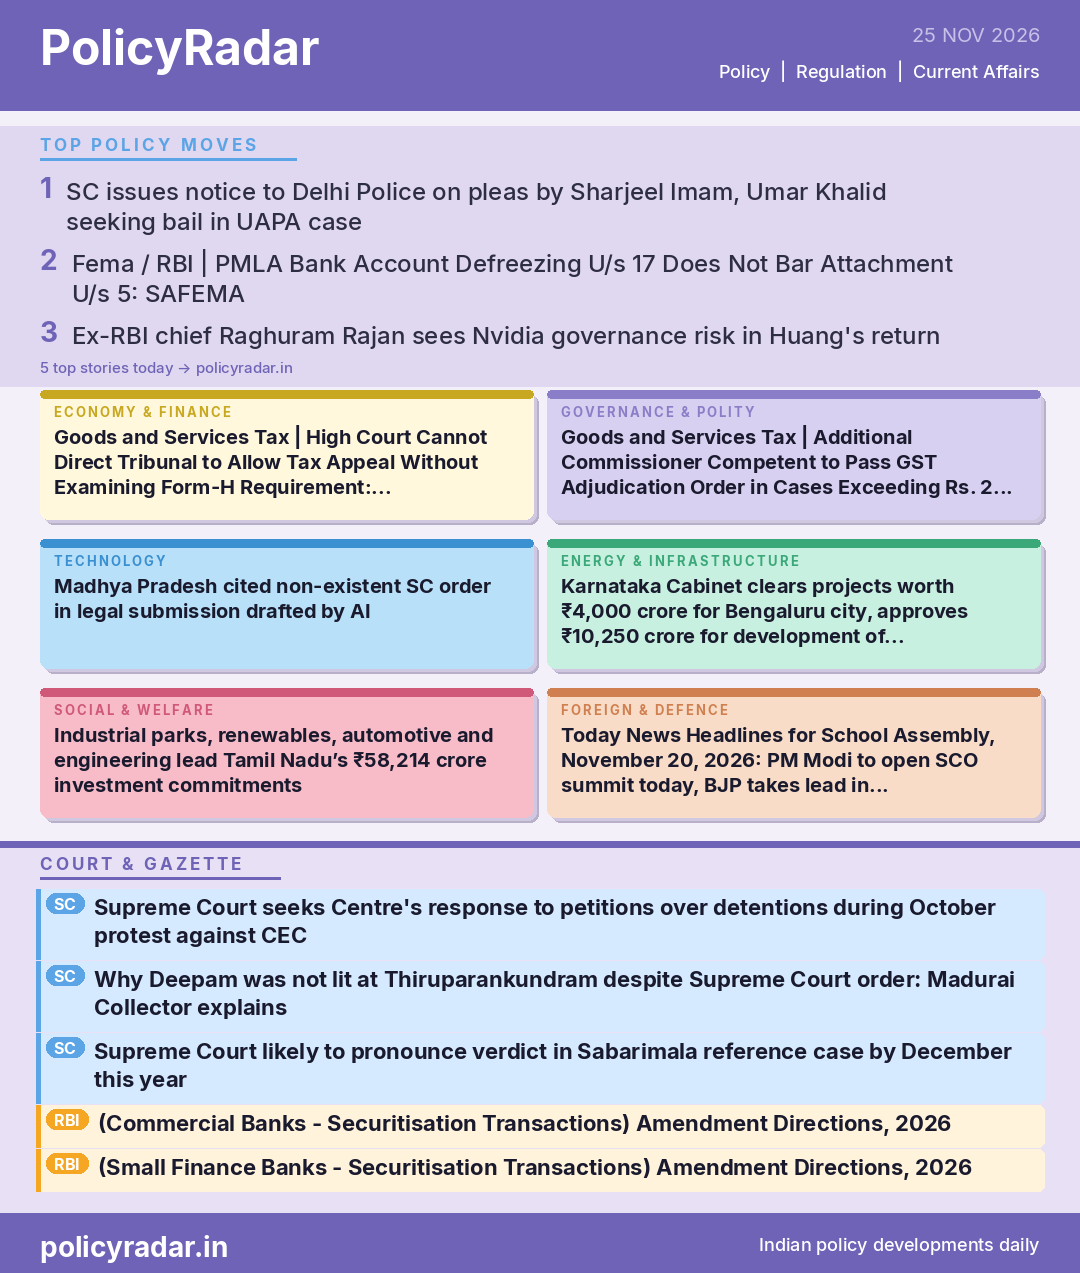 PolicyRadar
25 NOV 2026
Policy | Regulation | Current Affairs
TOP POLICY MOVES
1 SC issues notice to Delhi Police on pleas by Sharjeel Imam, Umar Khalid
seeking bail in UAPA case
2 Fema / RBI | PMLA Bank Account Defreezing U/s 17 Does Not Bar Attachment
U/s 5: SAFEMA
3 Ex-RBI chief Raghuram Rajan sees Nvidia governance risk in Huang's return
5 top stories today → policyradar.in
ECONOMY & FINANCE
Goods and Services Tax | High Court Cannot
Direct Tribunal to Allow Tax Appeal Without
Examining Form-H Requirement:...
GOVERNANCE & POLITY
Goods and Services Tax | Additional
Commissioner Competent to Pass GST
Adjudication Order in Cases Exceeding Rs. 2...
TECHNOLOGY
Madhya Pradesh cited non-existent SC order
in legal submission drafted by AI
ENERGY & INFRASTRUCTURE
Karnataka Cabinet clears projects worth
₹4,000 crore for Bengaluru city, approves
₹10,250 crore for development of...
SOCIAL & WELFARE
Industrial parks, renewables, automotive and
engineering lead Tamil Nadu’s ₹58,214 crore
investment commitments
FOREIGN & DEFENCE
Today News Headlines for School Assembly,
November 20, 2026: PM Modi to open SCO
summit today, BJP takes lead in...
COURT & GAZETTE
SC Supreme Court seeks Centre's response to petitions over detentions during October
protest against CEC
SC Why Deepam was not lit at Thiruparankundram despite Supreme Court order: Madurai
Collector explains
SC Supreme Court likely to pronounce verdict in Sabarimala reference case by December
this year
RBI (Commercial Banks - Securitisation Transactions) Amendment Directions, 2026
RBI (Small Finance Banks - Securitisation Transactions) Amendment Directions, 2026
policyradar.in
Indian policy developments daily